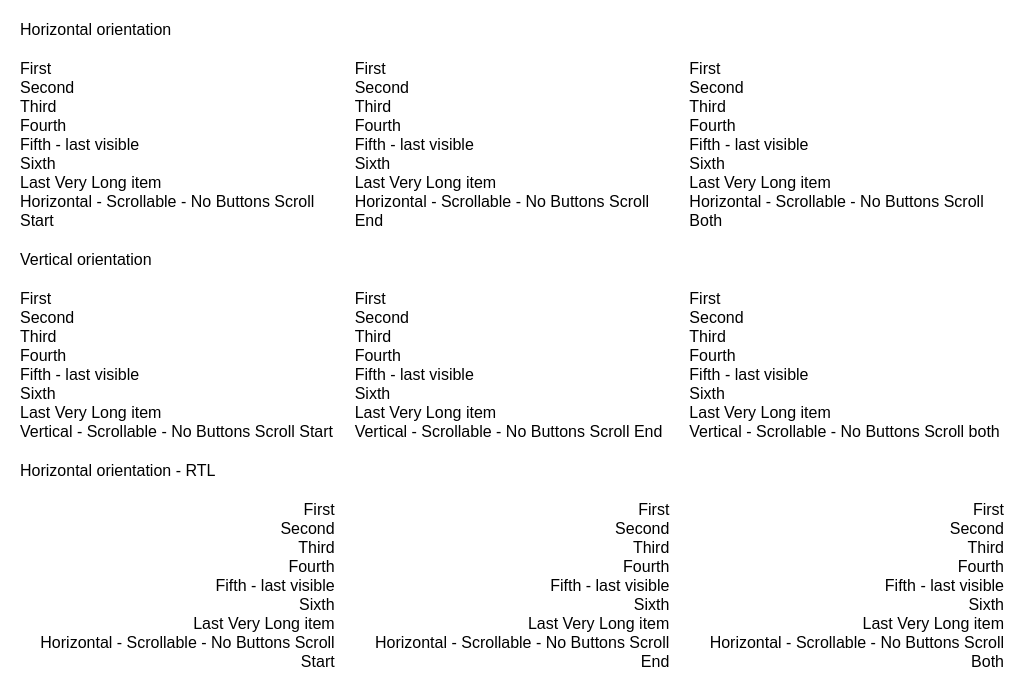 Horizontal orientation
First
Second
Third
Fourth
Fifth - last visible
Sixth
Last Very Long item
Horizontal - Scrollable - No Buttons Scroll
Start
First
Second
Third
Fourth
Fifth - last visible
Sixth
Last Very Long item
Horizontal - Scrollable - No Buttons Scroll
End
First
Second
Third
Fourth
Fifth - last visible
Sixth
Last Very Long item
Horizontal - Scrollable - No Buttons Scroll
Both
Vertical orientation
First
Second
Third
Fourth
Fifth - last visible
Sixth
Last Very Long item
Vertical - Scrollable - No Buttons Scroll Start
First
Second
Third
Fourth
Fifth - last visible
Sixth
Last Very Long item
Vertical - Scrollable - No Buttons Scroll End
First
Second
Third
Fourth
Fifth - last visible
Sixth
Last Very Long item
Vertical - Scrollable - No Buttons Scroll both
Horizontal orientation - RTL
First
Second
Third
Fourth
Fifth - last visible
Sixth
Last Very Long item
Horizontal - Scrollable - No Buttons Scroll
Start
First
Second
Third
Fourth
Fifth - last visible
Sixth
Last Very Long item
Horizontal - Scrollable - No Buttons Scroll
End
First
Second
Third
Fourth
Fifth - last visible
Sixth
Last Very Long item
Horizontal - Scrollable - No Buttons Scroll
Both